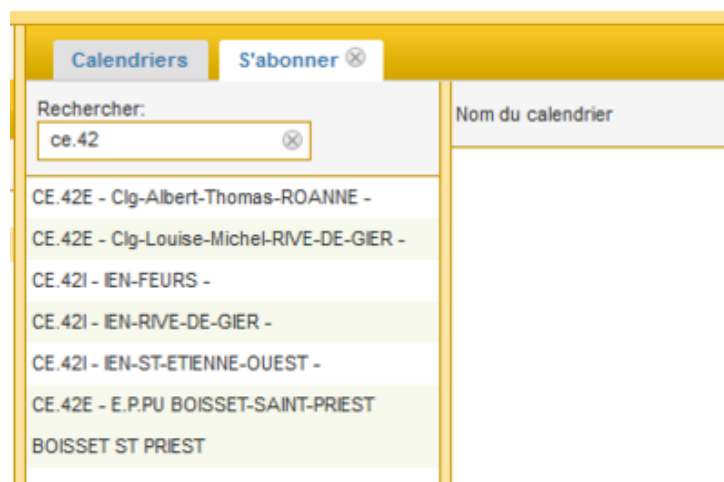 Calendriers
S'abonner
Rechercher:
ce.42
Nom du calendrier
CE.42E - Clg-Albert-Thomas-ROANNE -
CE.42E - Clg-Louise-Michel-RIVE-DE-GIER -
CE.42I - IEN-FEURS -
CE.42I - IEN-RIVE-DE-GIER -
CE.42I - IEN-ST-ETIENNE-OUEST -
CE.42E - E.P.PU BOISSET-SAINT-PRIEST
BOISSET ST PRIEST